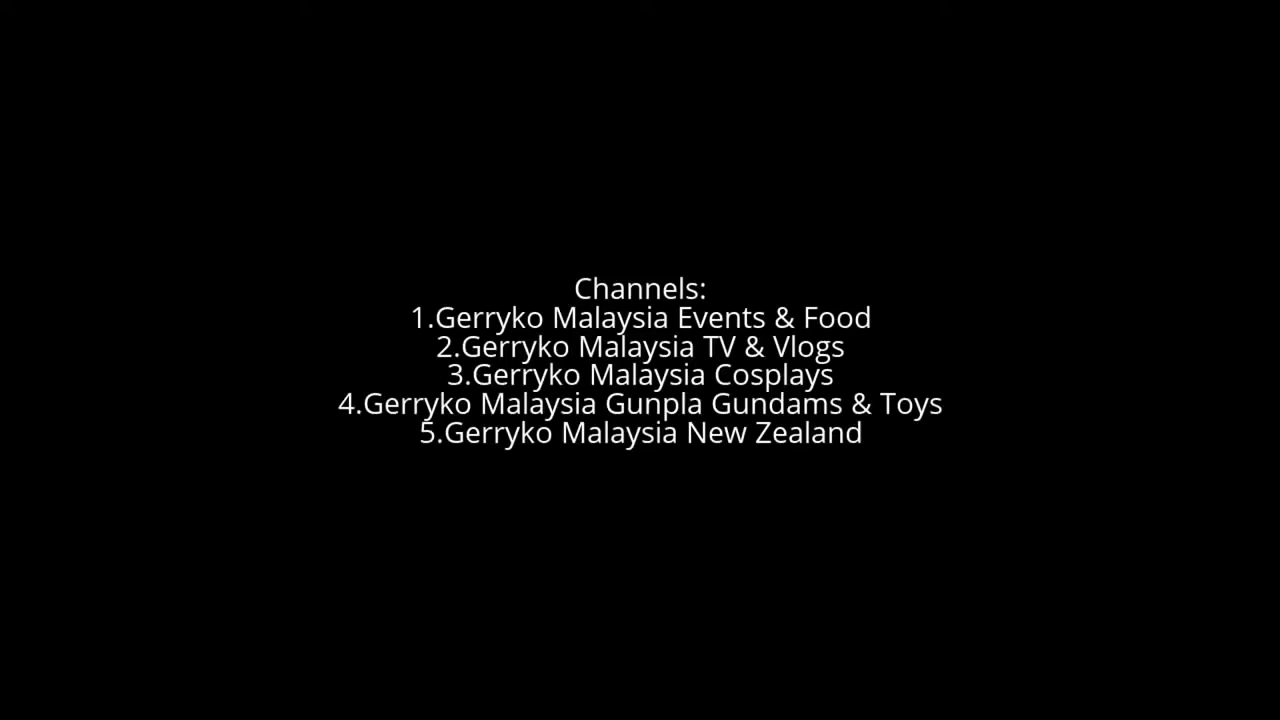 Channels:
1.Gerryko Malaysia Events & Food
2.Gerryko Malaysia TV & Vlogs
3.Gerryko Malaysia Cosplays
4.Gerryko Malaysia Gunpla Gundams & Toys
5.Gerryko Malaysia New Zealand